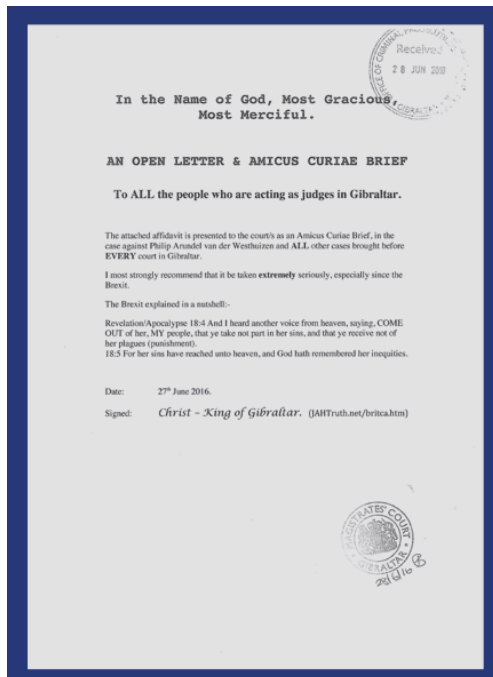 OFFICE OF CRIMINAL
Received
28 JUN
GIBRALTAR
In the Name of God, Most Gracious,
Most Merciful.
AN OPEN LETTER & AMICUS CURIAE BRIEF
To ALL the people who are acting as judges in Gibraltar.
The attached affidavit is presented to the court/s as an Amicus Curiae Brief, in the
case against Philip Arundel van der Westhuizen and ALL other cases brought before
EVERY court in Gibraltar.
I most strongly recommend that it be taken extremely seriously, especially since the
Brexit.
The Brexit explained in a nutshell:-
Revelation/Apocalypse 18:4 And I heard another voice from heaven, saying, COME
OUT of her, MY people, that ye take not part in her sins, and that ye receive not of
her plagues (punishment).
18:5 For her sins have reached unto heaven, and God hath remembered her inequities.
Date: 27th June 2016.
Signed: Christ – King of Gibraltar. (JAHTruth.net/britca.htm)
MAGISTRATES' COURT
GIBRALTAR
28/6/16